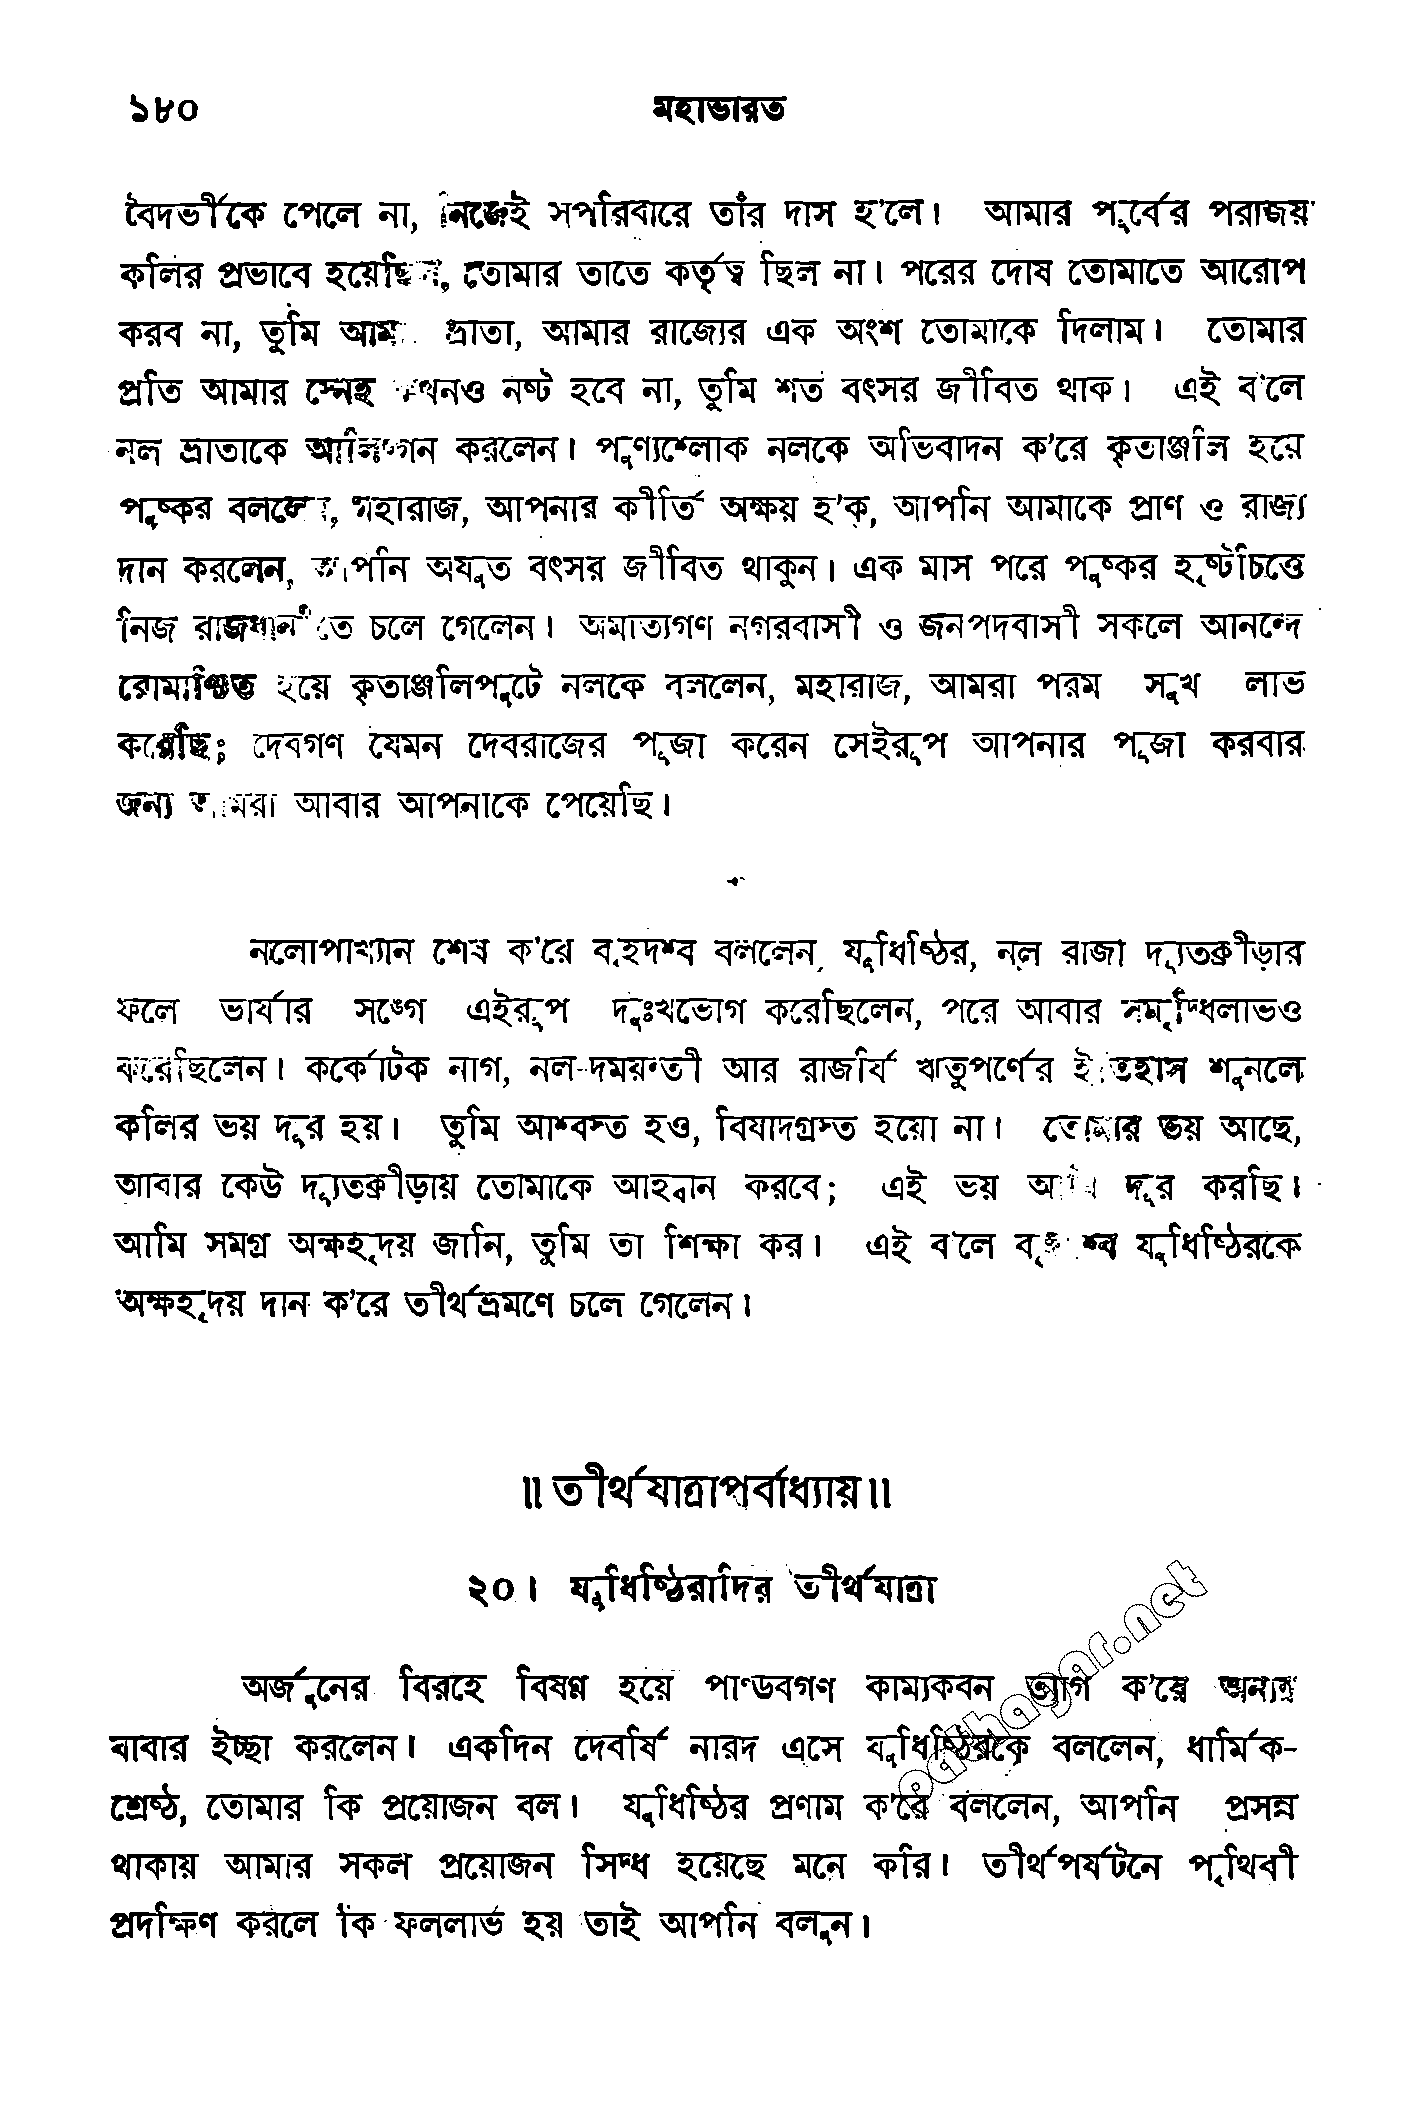 ১৮০ মহাভারত
বৈদর্ভীকে পেলে না, নিজেই সপরিবারে তাঁর দাস হ'লে। আমার পূর্বের পরাজয়
কলির প্রভাবে হয়েছিল, তোমার তাতে কর্তৃত্ব ছিল না। পরের দোষ তোমাতে আরোপ
করব না, তুমি আমার ভ্রাতা, আমার রাজ্যের এক অংশ তোমাকে দিলাম। তোমার
প্রতি আমার স্নেহ কখনও নষ্ট হবে না, তুমি শত বৎসর জীবিত থাক। এই ব'লে
নল ভ্রাতাকে আলিঙ্গন করলেন। পুণ্যশ্লোক নলকে অভিবাদন ক'রে কৃতাঞ্জলি হয়ে
পুষ্কর বললেন, মহারাজ, আপনার কীর্তি অক্ষয় হ'ক, আপনি আমাকে প্রাণ ও রাজ্য
দান করলেন, আপনি অযুত বৎসর জীবিত থাকুন। এক মাস পরে পুষ্কর হৃষ্টচিত্তে
নিজ রাজধানীতে চলে গেলেন। অমাত্যগণ নগরবাসী ও জনপদবাসী সকলে আনন্দে
রোমাঞ্চিত হয়ে কৃতাঞ্জলিপুটে নলকে বললেন, মহারাজ, আমরা পরম সুখ লাভ
করেছি; দেবগণ যেমন দেবরাজের পূজা করেন সেইরূপ আপনার পূজা করবার
জন্য আমরা আবার আপনাকে পেয়েছি।
নলোপাখ্যান শেষ ক'রে বৃহদশ্ব বললেন, যুধিষ্ঠির, নল রাজা দ্যূতক্রীড়ার
ফলে ভার্যার সঙ্গে এইরূপ দুঃখভোগ করেছিলেন, পরে আবার সমৃদ্ধিলাভও
করেছিলেন। কর্কোটক নাগ, নল-দময়ন্তী আর রাজর্ষি ঋতুপর্ণের ইতিহাস শুনলে
কলির ভয় দূর হয়। তুমি আশ্বস্ত হও, বিষাদগ্রস্ত হয়ো না। তোমার ভয় আছে,
আবার কেউ দ্যূতক্রীড়ায় তোমাকে আহ্বান করবে; এই ভয় আমি দূর করছি।
আমি সমগ্র অক্ষহৃদয় জানি, তুমি তা শিক্ষা কর। এই ব'লে বৃহদশ্ব যুধিষ্ঠিরকে
অক্ষহৃদয় দান ক'রে তীর্থভ্রমণে চলে গেলেন।
॥ তীর্থযাত্রাপর্বাধ্যায় ॥
২০। যুধিষ্ঠিরাদির তীর্থযাত্রা
অর্জুনের বিরহে বিষণ্ণ হয়ে পাণ্ডবগণ কাম্যকবন ত্যাগ ক'রে অন্যত্র
যাবার ইচ্ছা করলেন। একদিন দেবর্ষি নারদ এসে যুধিষ্ঠিরকে বললেন, ধার্মিক-
শ্রেষ্ঠ, তোমার কি প্রয়োজন বল। যুধিষ্ঠির প্রণাম ক'রে বললেন, আপনি প্রসন্ন
থাকায় আমার সকল প্রয়োজন সিদ্ধ হয়েছে মনে করি। তীর্থপর্যটনে পৃথিবী
প্রদক্ষিণ করলে কি ফললাভ হয় তাই আপনি বলুন।
pathagar.net